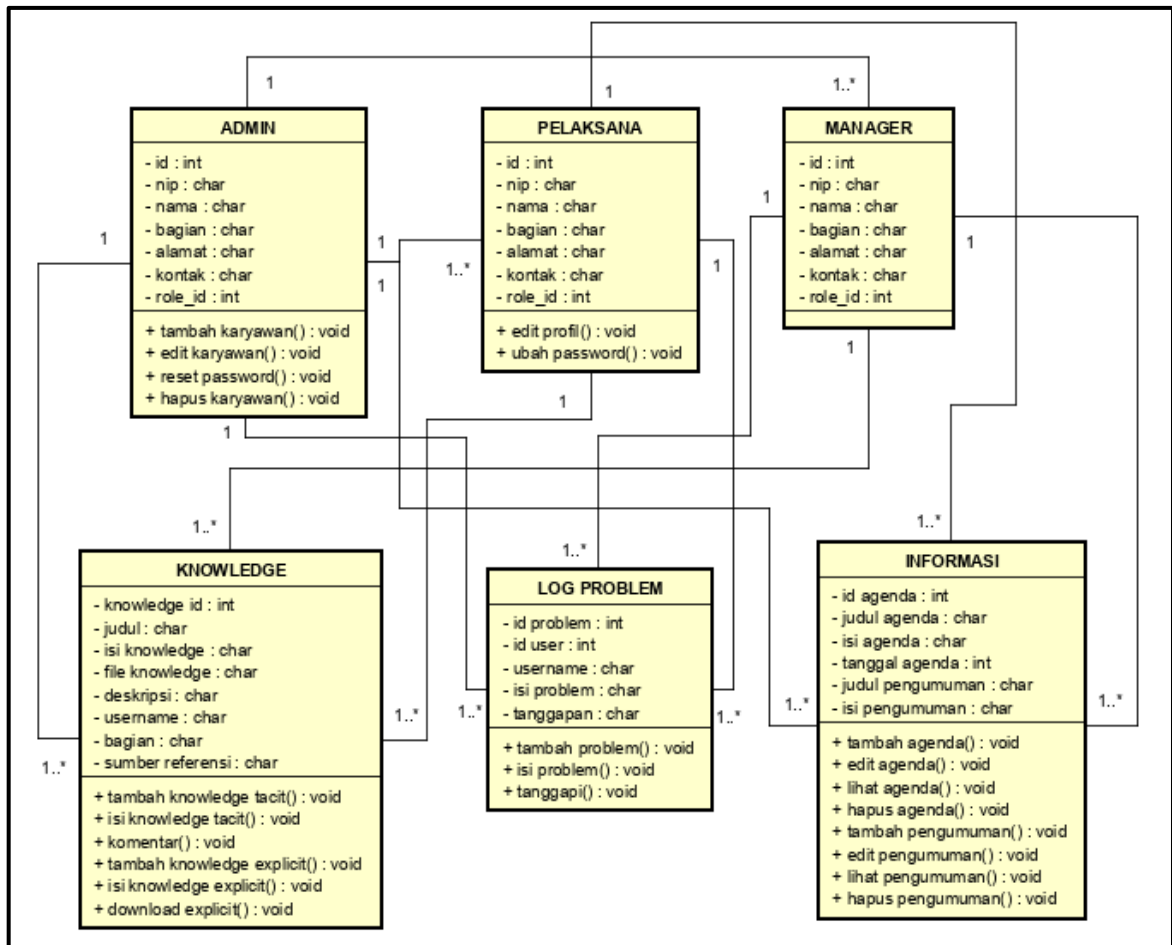 1
1
1..*
ADMIN
- id : int
- nip : char
- nama : char
- bagian : char
- alamat : char
- kontak : char
- role_id : int
+ tambah karyawan() : void
+ edit karyawan() : void
+ reset password() : void
+ hapus karyawan() : void
1
1
1
1
PELAKSANA
- id : int
- nip : char
- nama : char
- bagian : char
- alamat : char
- kontak : char
- role_id : int
+ edit profil() : void
+ ubah password() : void
1..*
1
1
MANAGER
- id : int
- nip : char
- nama : char
- bagian : char
- alamat : char
- kontak : char
- role_id : int
1
1
1
1..*
1..*
1..*
KNOWLEDGE
- knowledge id : int
- judul : char
- isi knowledge : char
- file knowledge : char
- deskripsi : char
- username : char
- bagian : char
- sumber referensi : char
+ tambah knowledge tacit() : void
+ isi knowledge tacit() : void
+ komentar() : void
+ tambah knowledge explicit() : void
+ isi knowledge explicit() : void
+ download explicit() : void
1..*
1..*
LOG PROBLEM
- id problem : int
- id user : int
- username : char
- isi problem : char
- tanggapan : char
+ tambah problem() : void
+ isi problem() : void
+ tanggapi() : void
1..*
1..*
INFORMASI
- id agenda : int
- judul agenda : char
- isi agenda : char
- tanggal agenda : int
- judul pengumuman : char
- isi pengumuman : char
+ tambah agenda() : void
+ edit agenda() : void
+ lihat agenda() : void
+ hapus agenda() : void
+ tambah pengumuman() : void
+ edit pengumuman() : void
+ lihat pengumuman() : void
+ hapus pengumuman() : void
1..*
1..*